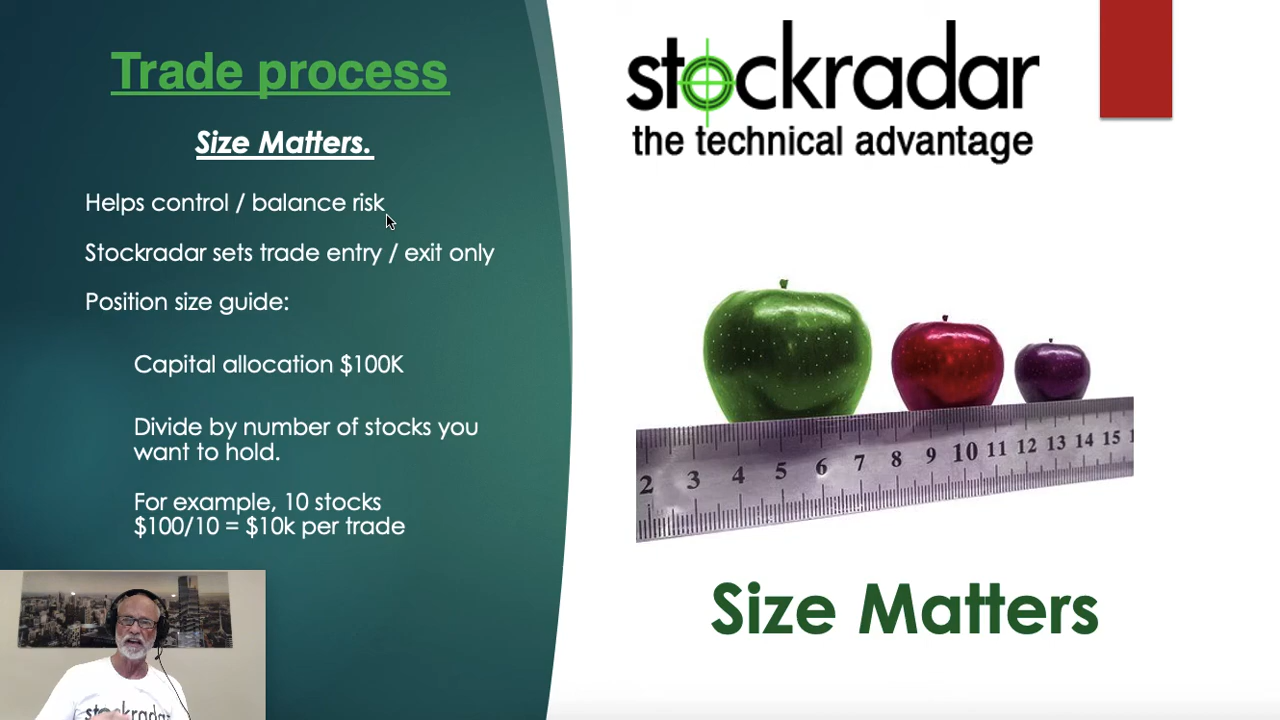 Trade process
Size Matters.
Helps control / balance risk
Stockradar sets trade entry / exit only
Position size guide:
Capital allocation $100K
Divide by number of stocks you
want to hold.
For example, 10 stocks
$100/10 = $10k per trade
stockradar
the technical advantage
2 3 4 5 6 7 8 9 10 11 12 13 14 15
Size Matters
stockradar